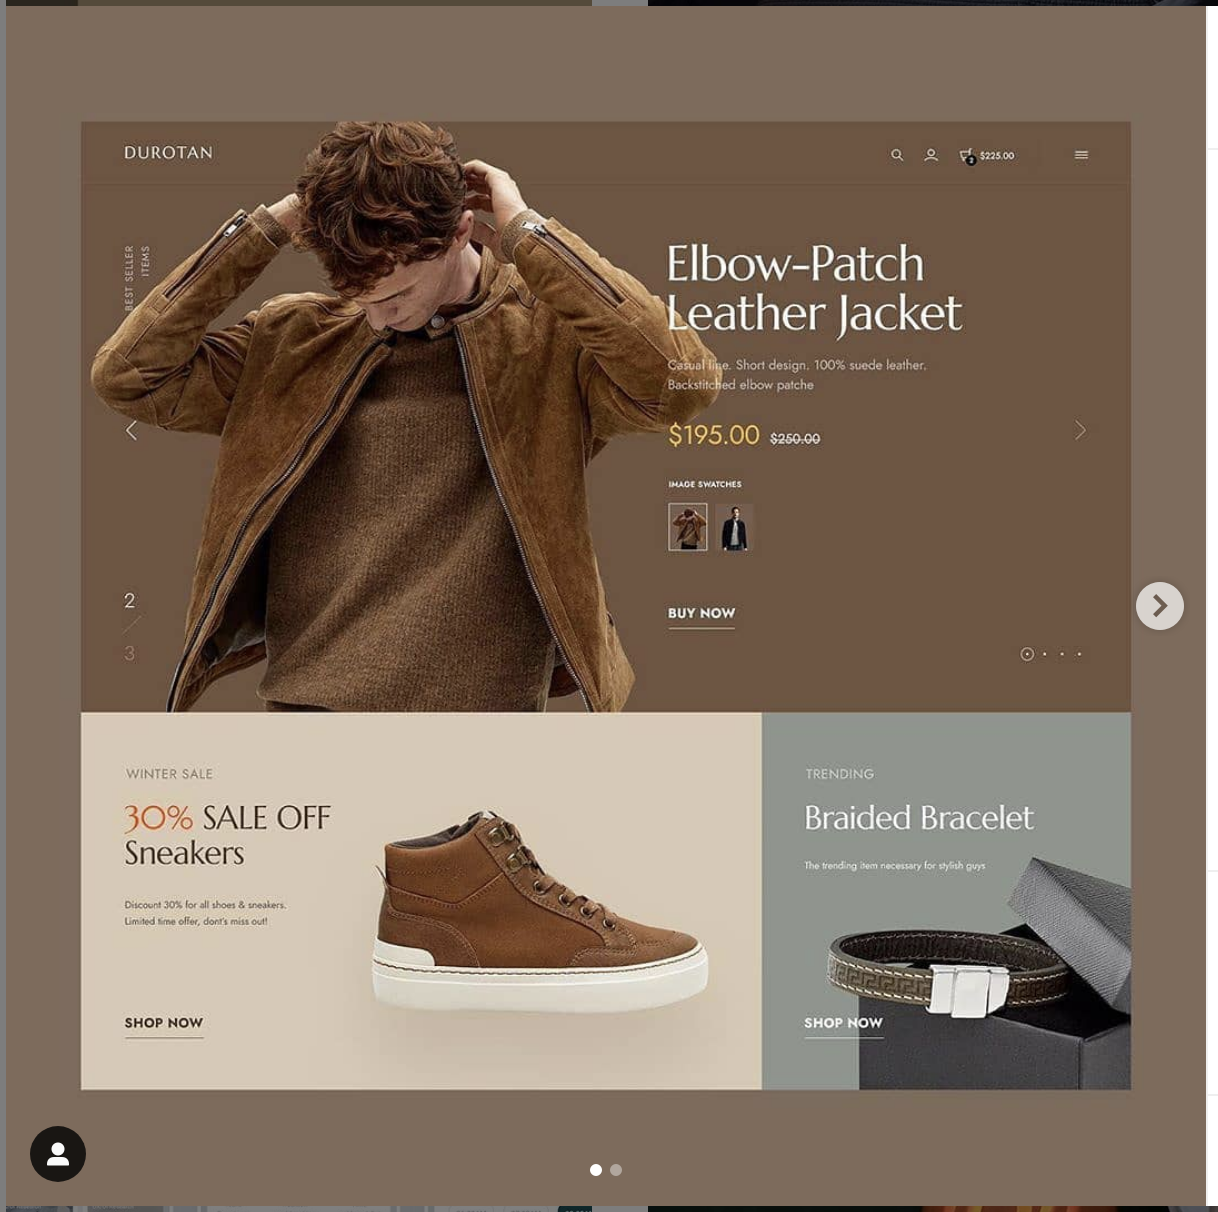 DUROTAN
2
$225.00
BEST SELLER
ITEMS
Elbow-Patch
Leather Jacket
Casual line. Short design. 100% suede leather.
Backstitched elbow patche
$195.00 $250.00
IMAGE SWATCHES
BUY NOW
2
3
WINTER SALE
30% SALE OFF
Sneakers
Discount 30% for all shoes & sneakers.
Limited time offer, dont's miss out!
SHOP NOW
TRENDING
Braided Bracelet
The trending item necessary for stylish guys
SHOP NOW